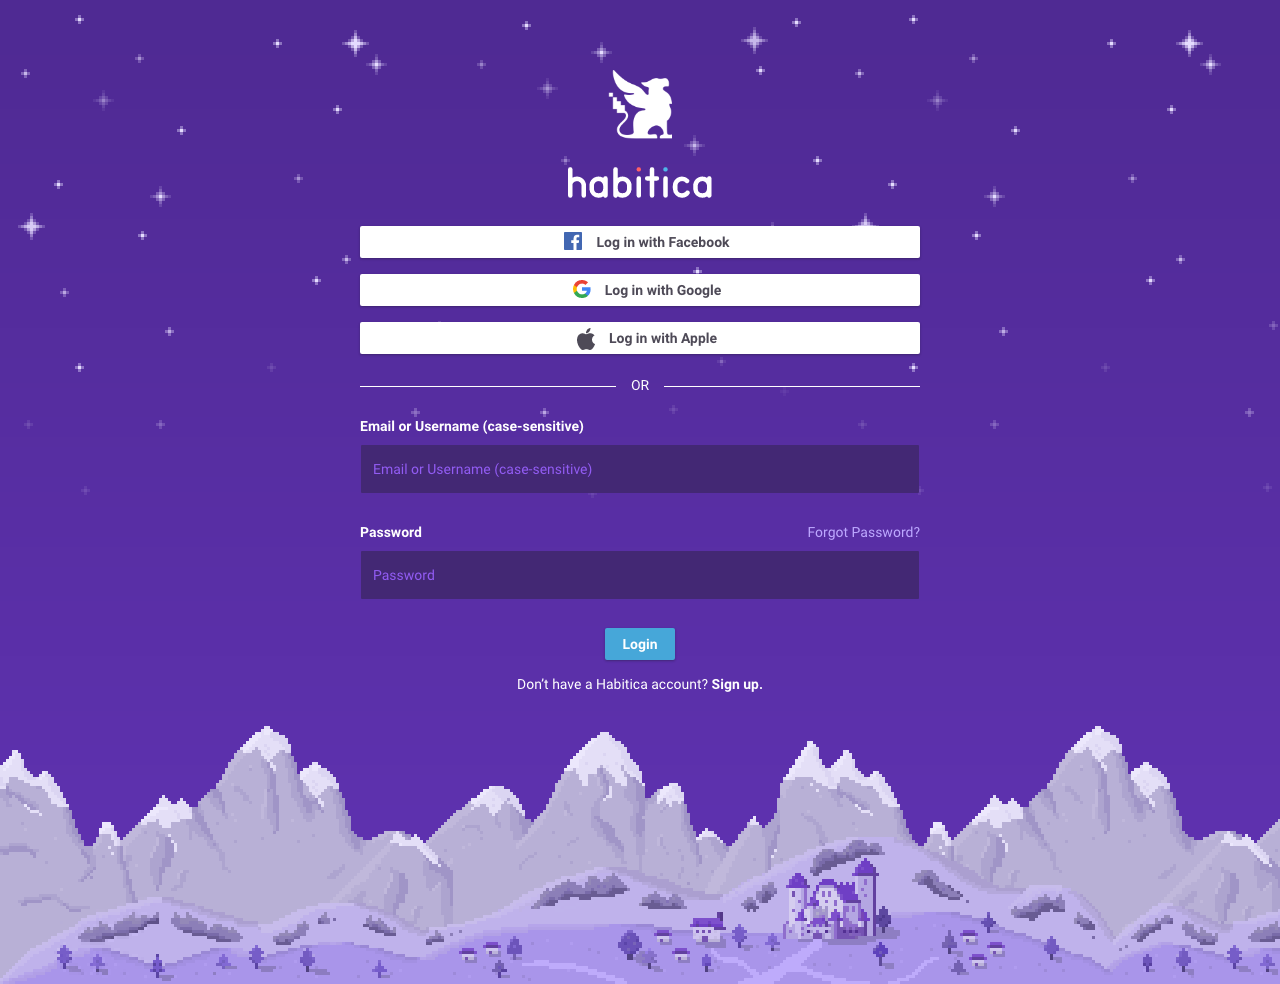 habitica
Log in with Facebook
Log in with Google
Log in with Apple
OR
Email or Username (case-sensitive)
Email or Username (case-sensitive)
Password
Forgot Password?
Password
Login
Don’t have a Habitica account? Sign up.